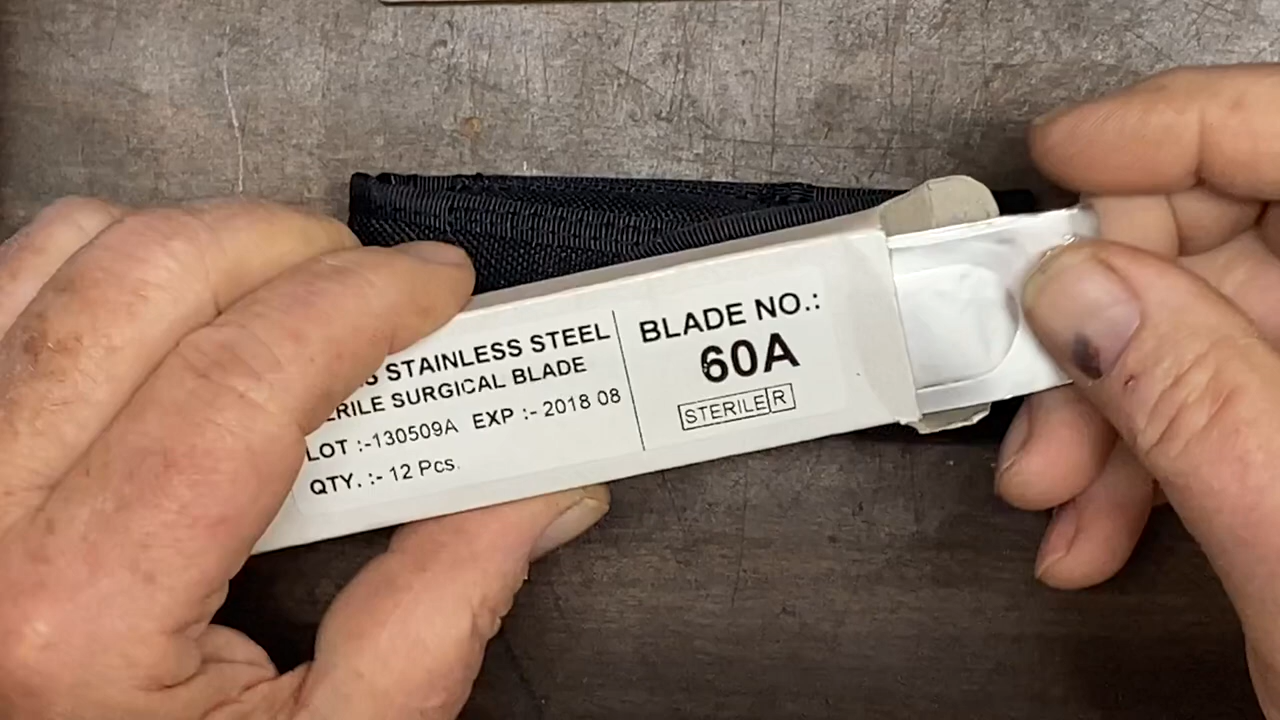 STAINLESS STEEL
SURGICAL BLADE
LOT :-130509A EXP :- 2018 08
QTY. :- 12 Pcs.
BLADE NO.:
60A
STERILE R